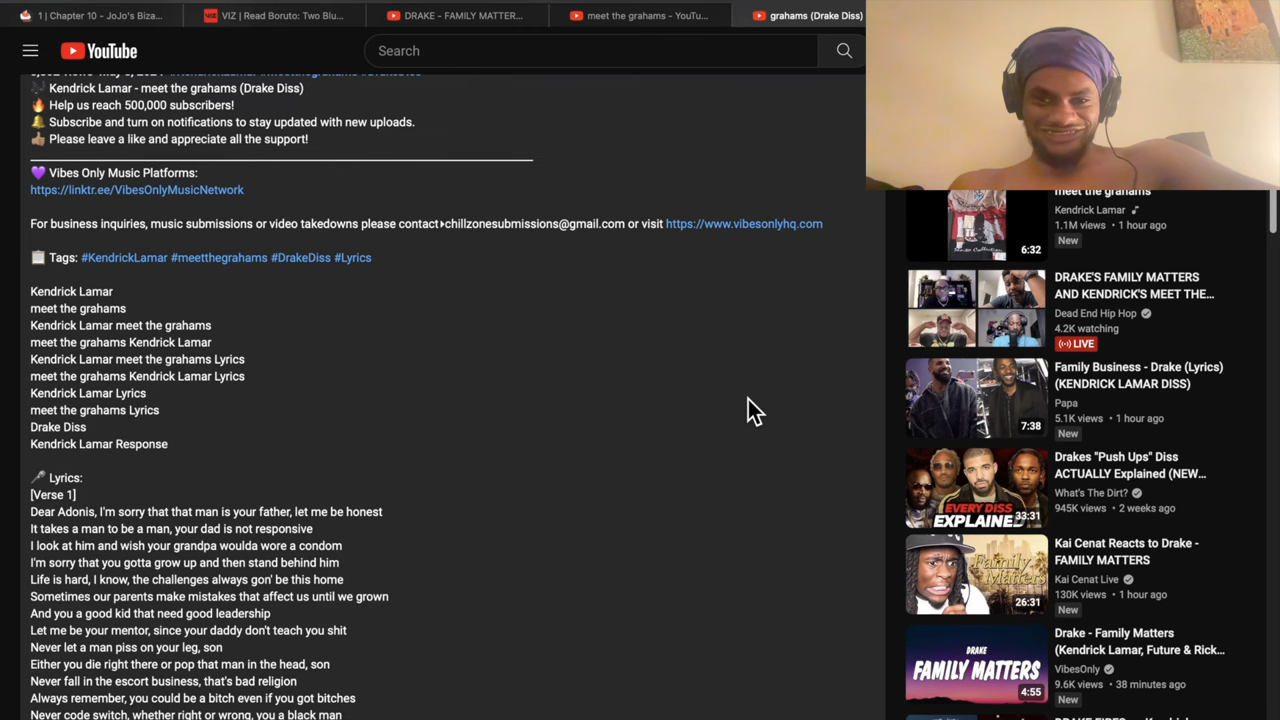 1 | Chapter 10 - JoJo's Biza...
VIZ | Read Boruto: Two Blu...
DRAKE - FAMILY MATTER...
meet the grahams - YouTu...
grahams (Drake Diss)
YouTube
Search
🎶 Kendrick Lamar - meet the grahams (Drake Diss)
🔥 Help us reach 500,000 subscribers!
🔔 Subscribe and turn on notifications to stay updated with new uploads.
👍🏽 Please leave a like and appreciate all the support!
💜 Vibes Only Music Platforms:
https://linktr.ee/VibesOnlyMusicNetwork
For business inquiries, music submissions or video takedowns please contact‣chillzonesubmissions@gmail.com or visit https://www.vibesonlyhq.com
📋 Tags: #KendrickLamar #meetthegrahams #DrakeDiss #Lyrics
Kendrick Lamar
meet the grahams
Kendrick Lamar meet the grahams
meet the grahams Kendrick Lamar
Kendrick Lamar meet the grahams Lyrics
meet the grahams Kendrick Lamar Lyrics
Kendrick Lamar Lyrics
meet the grahams Lyrics
Drake Diss
Kendrick Lamar Response
🎤 Lyrics:
[Verse 1]
Dear Adonis, I'm sorry that that man is your father, let me be honest
It takes a man to be a man, your dad is not responsive
I look at him and wish your grandpa woulda wore a condom
I'm sorry that you gotta grow up and then stand behind him
Life is hard, I know, the challenges always gon' be this home
Sometimes our parents make mistakes that affect us until we grown
And you a good kid that need good leadership
Let me be your mentor, since your daddy don't teach you shit
Never let a man piss on your leg, son
Either you die right there or pop that man in the head, son
Never fall in the escort business, that's bad religion
Always remember, you could be a bitch even if you got bitches
Never code switch, whether right or wrong, you a black man
meet the grahams
Kendrick Lamar
1.1M views • 1 hour ago
New
6:32
DRAKE'S FAMILY MATTERS
AND KENDRICK'S MEET THE...
Dead End Hip Hop
4.2K watching
LIVE
Family Business - Drake (Lyrics)
(KENDRICK LAMAR DISS)
Papa
5.1K views • 1 hour ago
New
7:38
Drakes "Push Ups" Diss
ACTUALLY Explained (NEW...
What's The Dirt?
945K views • 2 weeks ago
EVERY DISS
EXPLAINED
33:31
Kai Cenat Reacts to Drake -
FAMILY MATTERS
Kai Cenat Live
130K views • 1 hour ago
New
Family
Matters
26:31
Drake - Family Matters
(Kendrick Lamar, Future & Rick...
VibesOnly
9.6K views • 38 minutes ago
New
DRAKE
FAMILY MATTERS
4:55